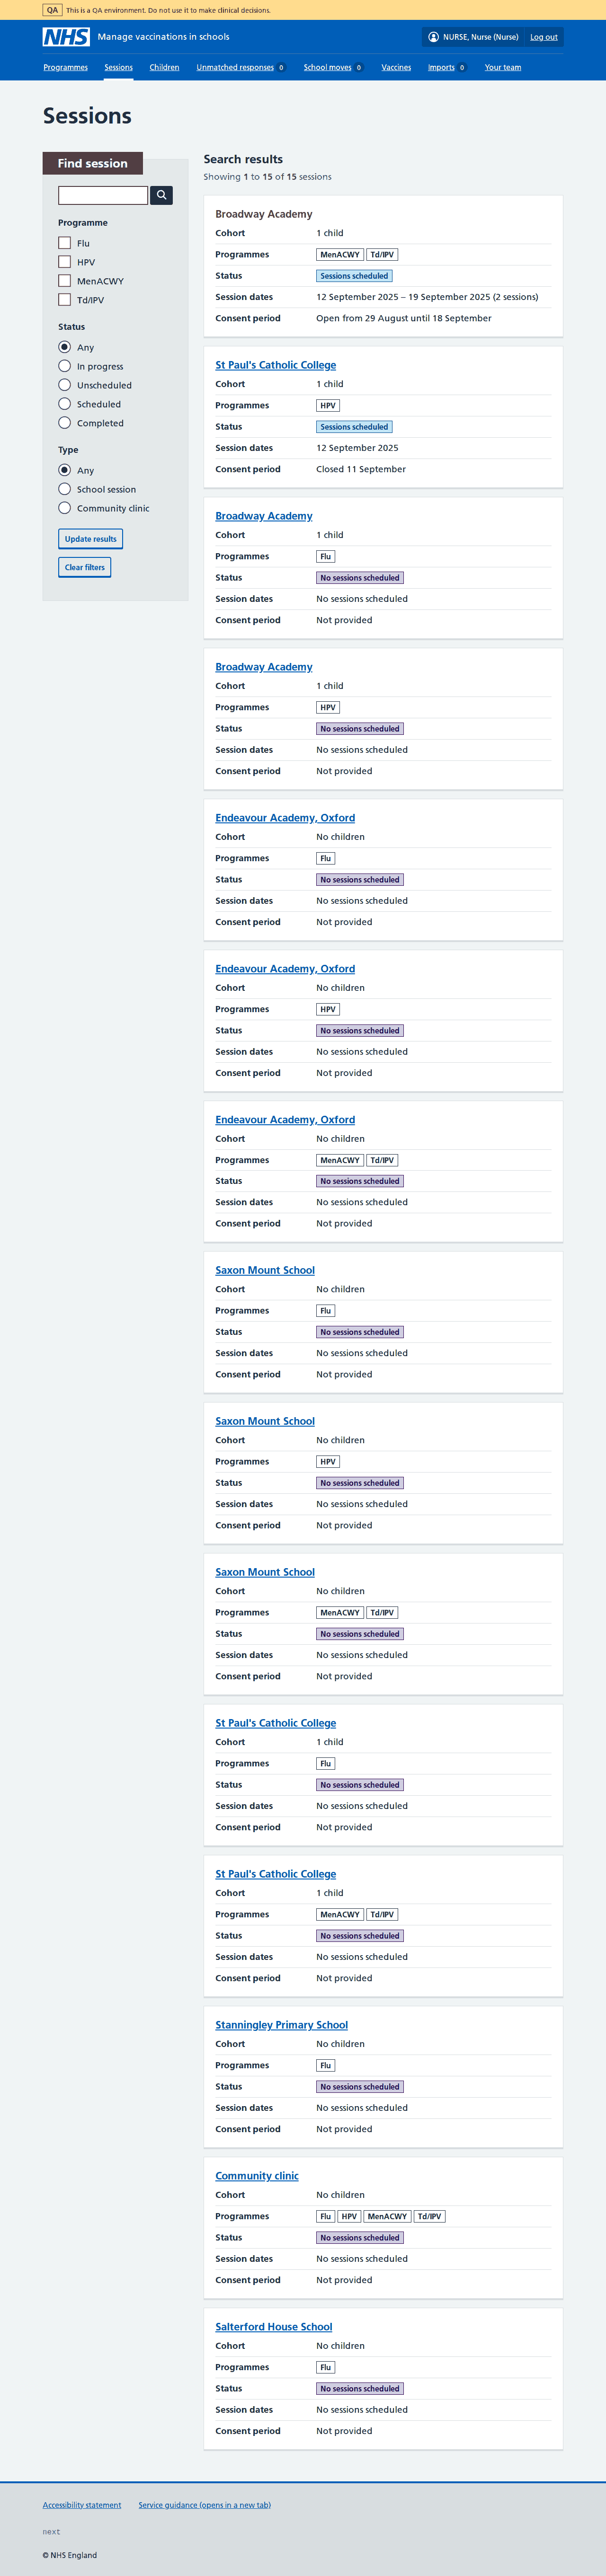 QA This is a QA environment. Do not use it to make clinical decisions.
NHS Manage vaccinations in schools NURSE, Nurse (Nurse) Log out
Programmes Sessions Children Unmatched responses 0 School moves 0 Vaccines Imports 0 Your team
Sessions
Find session
Programme
Flu
HPV
MenACWY
Td/IPV
Status
Any
In progress
Unscheduled
Scheduled
Completed
Type
Any
School session
Community clinic
Update results
Clear filters
Search results
Showing 1 to 15 of 15 sessions
Broadway Academy
Cohort 1 child
Programmes MenACWY Td/IPV
Status Sessions scheduled
Session dates 12 September 2025 – 19 September 2025 (2 sessions)
Consent period Open from 29 August until 18 September
St Paul's Catholic College
Cohort 1 child
Programmes HPV
Status Sessions scheduled
Session dates 12 September 2025
Consent period Closed 11 September
Broadway Academy
Cohort 1 child
Programmes Flu
Status No sessions scheduled
Session dates No sessions scheduled
Consent period Not provided
Broadway Academy
Cohort 1 child
Programmes HPV
Status No sessions scheduled
Session dates No sessions scheduled
Consent period Not provided
Endeavour Academy, Oxford
Cohort No children
Programmes Flu
Status No sessions scheduled
Session dates No sessions scheduled
Consent period Not provided
Endeavour Academy, Oxford
Cohort No children
Programmes HPV
Status No sessions scheduled
Session dates No sessions scheduled
Consent period Not provided
Endeavour Academy, Oxford
Cohort No children
Programmes MenACWY Td/IPV
Status No sessions scheduled
Session dates No sessions scheduled
Consent period Not provided
Saxon Mount School
Cohort No children
Programmes Flu
Status No sessions scheduled
Session dates No sessions scheduled
Consent period Not provided
Saxon Mount School
Cohort No children
Programmes HPV
Status No sessions scheduled
Session dates No sessions scheduled
Consent period Not provided
Saxon Mount School
Cohort No children
Programmes MenACWY Td/IPV
Status No sessions scheduled
Session dates No sessions scheduled
Consent period Not provided
St Paul's Catholic College
Cohort 1 child
Programmes Flu
Status No sessions scheduled
Session dates No sessions scheduled
Consent period Not provided
St Paul's Catholic College
Cohort 1 child
Programmes MenACWY Td/IPV
Status No sessions scheduled
Session dates No sessions scheduled
Consent period Not provided
Stanningley Primary School
Cohort No children
Programmes Flu
Status No sessions scheduled
Session dates No sessions scheduled
Consent period Not provided
Community clinic
Cohort No children
Programmes Flu HPV MenACWY Td/IPV
Status No sessions scheduled
Session dates No sessions scheduled
Consent period Not provided
Salterford House School
Cohort No children
Programmes Flu
Status No sessions scheduled
Session dates No sessions scheduled
Consent period Not provided
Accessibility statement Service guidance (opens in a new tab)
next
© NHS England